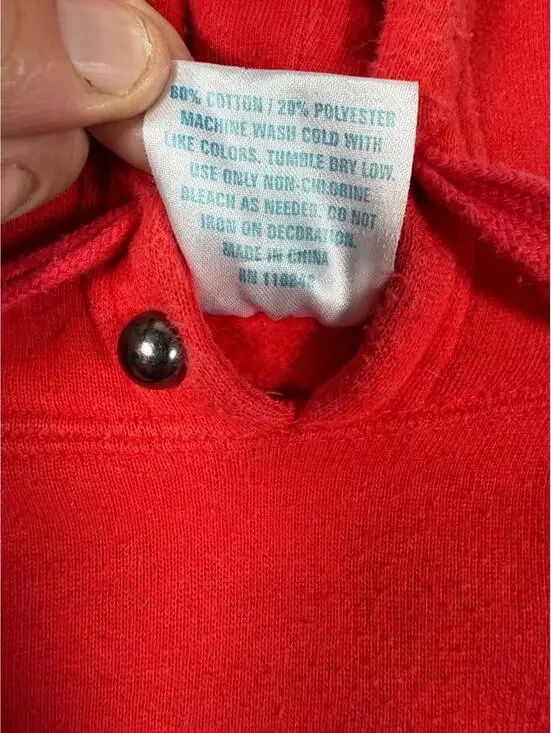 80% COTTON / 20% POLYESTER
MACHINE WASH COLD WITH
LIKE COLORS. TUMBLE DRY LOW.
USE ONLY NON-CHLORINE
BLEACH AS NEEDED. DO NOT
IRON ON DECORATION.
MADE IN CHINA
RN